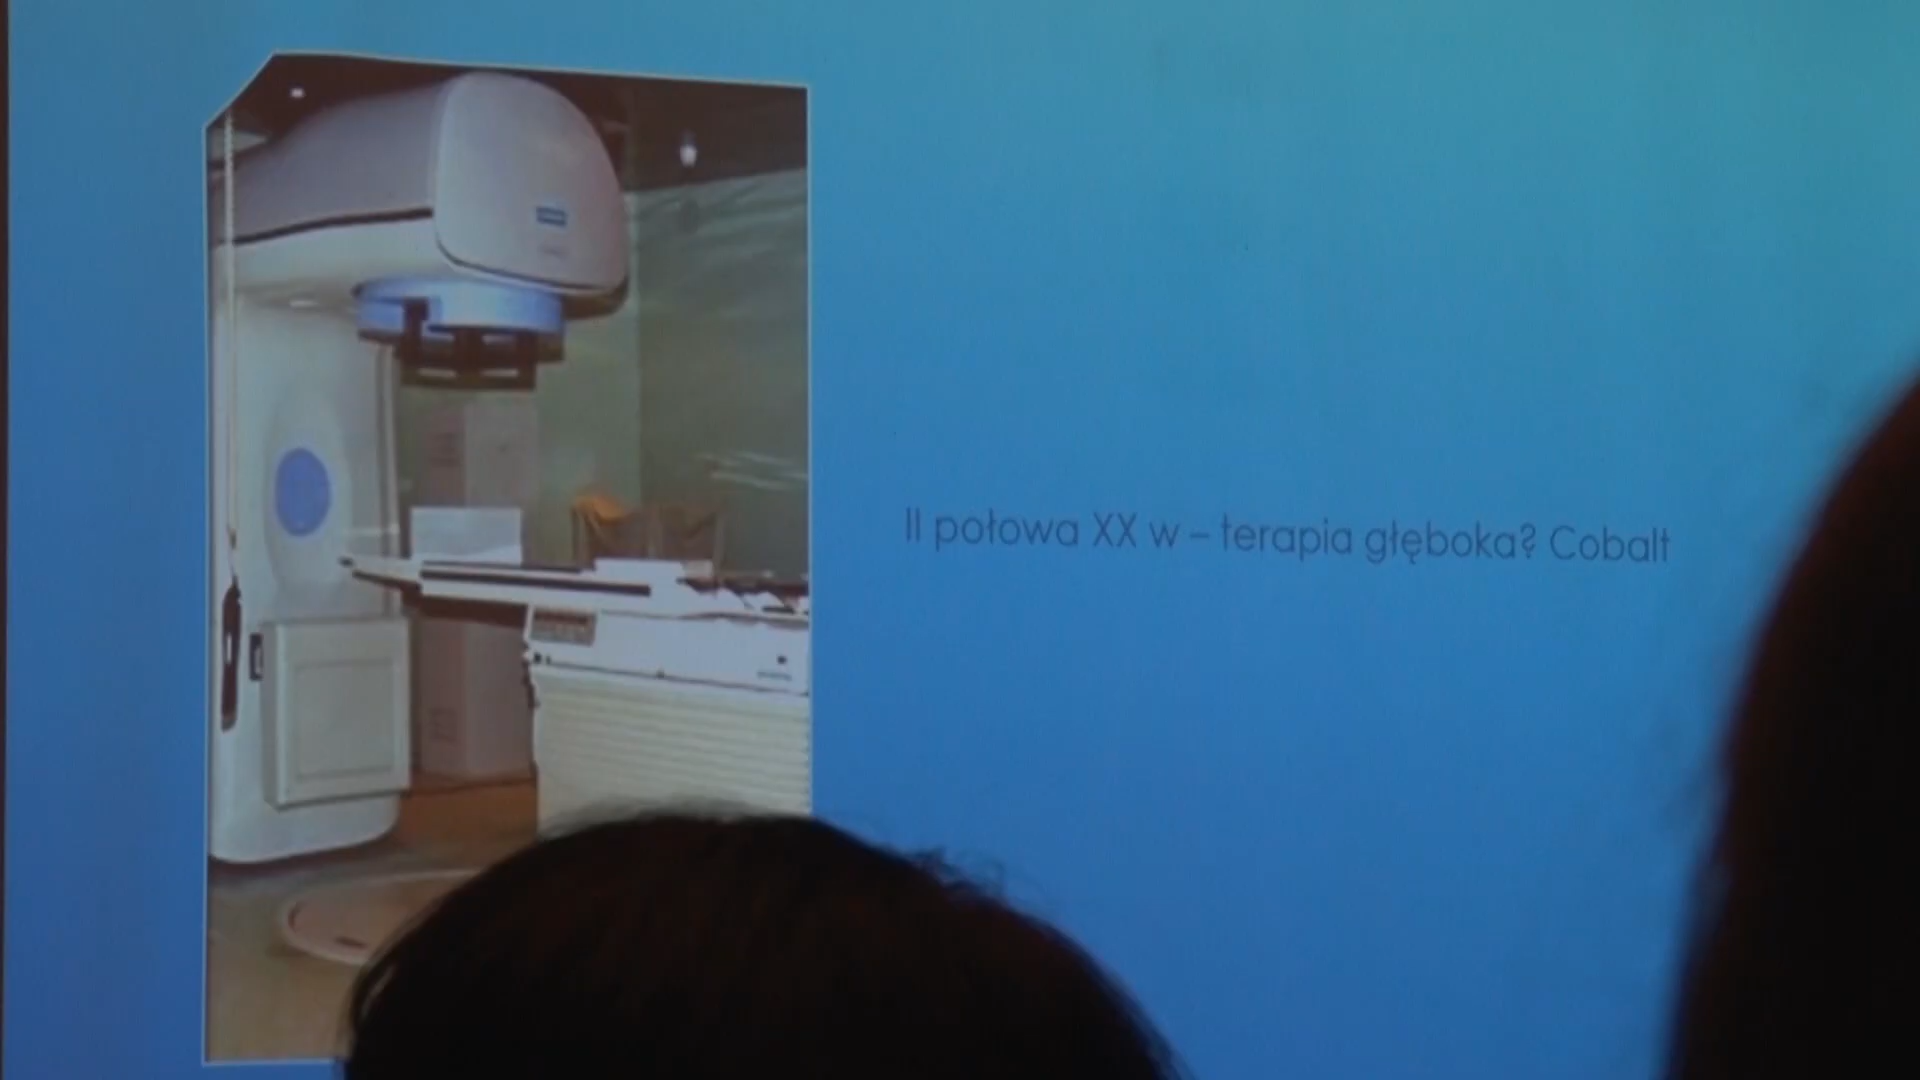 II połowa XX w – terapia głęboka? Cobalt